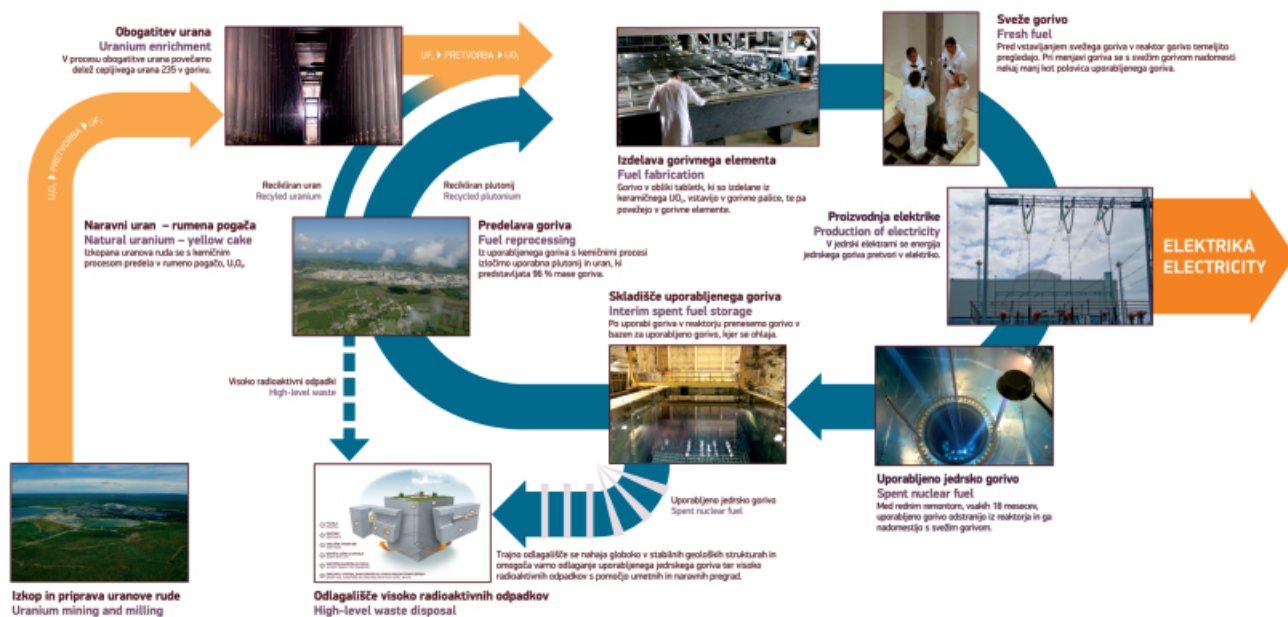 Obogatitev urana
Uranium enrichment
V procesu obogatitve urana povečamo
delež cepljivega urana 235 v gorivu.
UF₆ ▶ PRETVORBA ▶ UO₂
U₃O₈ ▶ PRETVORBA ▶ UF₆
Sveže gorivo
Fresh fuel
Pred vstavljanjem svežega goriva v reaktor gorivo temeljito
pregledajo. Pri menjavi goriva se s svežim gorivom nadomesti
nekaj manj kot polovica uporabljenega goriva.
Izdelava gorivnega elementa
Fuel fabrication
Gorivo v obliki tabletk, ki so izdelane iz
keramičnega UO₂, vstavijo v gorivne palice, te pa
povežejo v gorivne elemente.
Recikliran uran
Recyled uranium
Recikliran plutonij
Recycled plutonium
Naravni uran – rumena pogača
Natural uranium – yellow cake
Izkopana uranova ruda se s kemičnim
procesom predela v rumeno pogačo, U₃O₈.
Predelava goriva
Fuel reprocessing
Iz uporabljenega goriva s kemičnimi procesi
izločimo uporabna plutonij in uran, ki
predstavljata 96 % mase goriva.
Proizvodnja elektrike
Production of electricity
V jedrski elektrarni se energija
jedrskega goriva pretvori v elektriko.
ELEKTRIKA
ELECTRICITY
Skladišče uporabljenega goriva
Interim spent fuel storage
Po uporabi goriva v reaktorju prenesemo gorivo v
bazen za uporabljeno gorivo, kjer se ohlaja.
Visoko radioaktivni odpadki
High-level waste
Uporabljeno jedrsko gorivo
Spent nuclear fuel
Med rednim remontom, vsakih 18 mesecev,
uporabljeno gorivo odstranijo iz reaktorja in ga
nadomestijo s svežim gorivom.
Uporabljeno jedrsko gorivo
Spent nuclear fuel
Trajno odlagališče se nahaja globoko v stabilnih geoloških strukturah in
omogoča varno odlaganje uporabljenega jedrskega goriva ter visoko
radioaktivnih odpadkov s pomočjo umetnih in naravnih pregrad.
Izkop in priprava uranove rude
Uranium mining and milling
Odlagališče visoko radioaktivnih odpadkov
High-level waste disposal